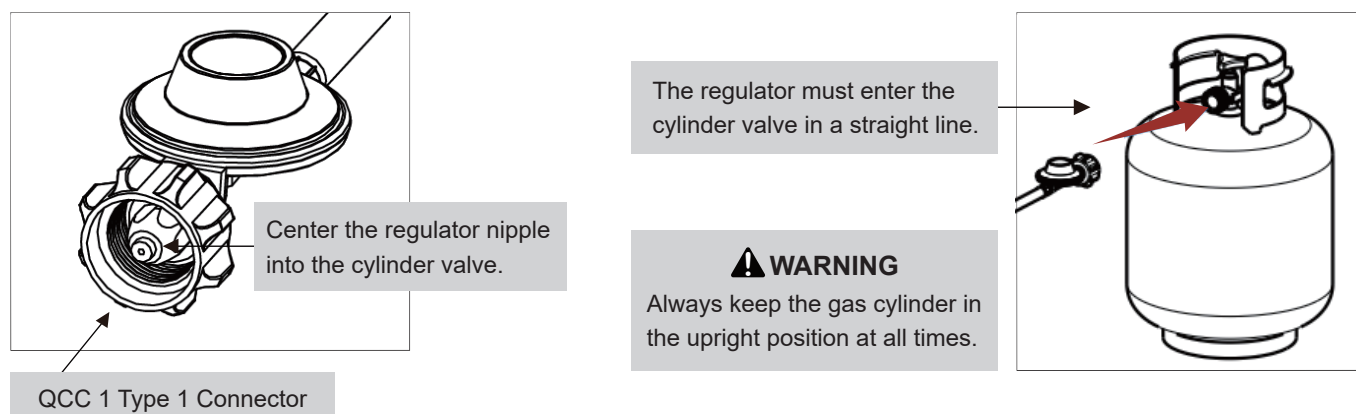 Center the regulator nipple
into the cylinder valve.
QCC 1 Type 1 Connector
The regulator must enter the
cylinder valve in a straight line.
WARNING
Always keep the gas cylinder in
the upright position at all times.